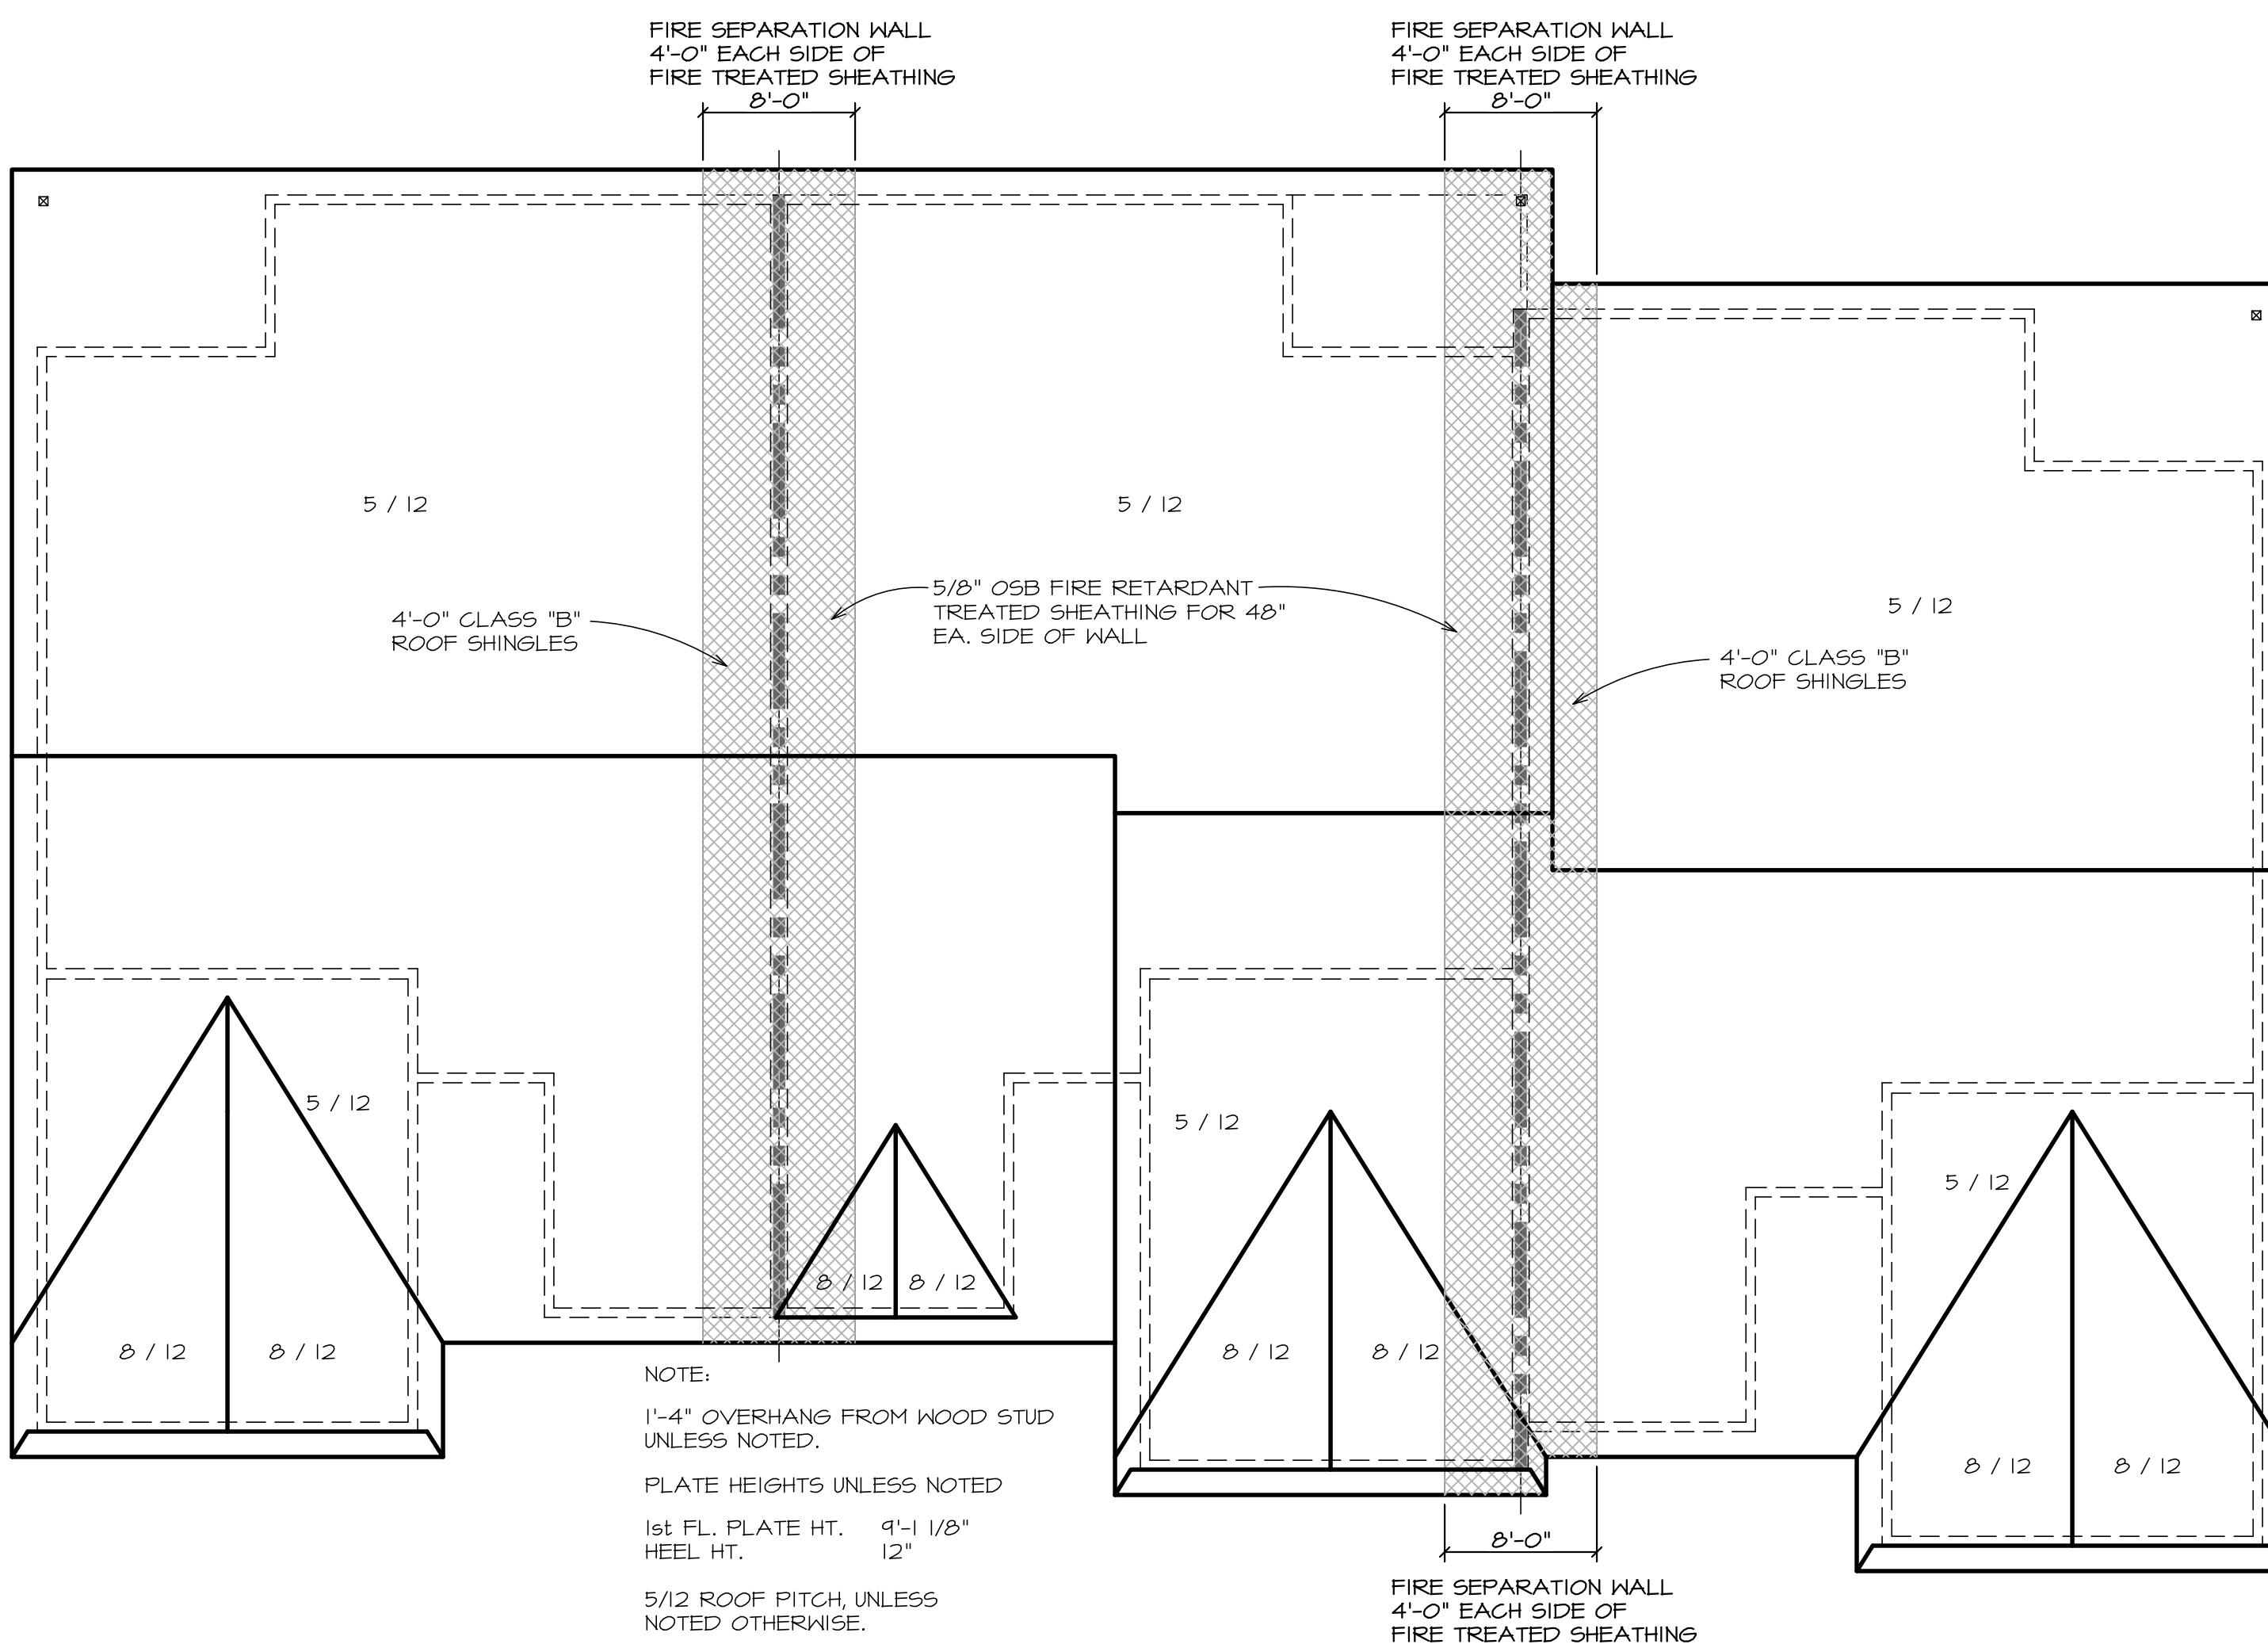 FIRE SEPARATION WALL
4'-0" EACH SIDE OF
FIRE TREATED SHEATHING
8'-0"
FIRE SEPARATION WALL
4'-0" EACH SIDE OF
FIRE TREATED SHEATHING
8'-0"
5 / 12
5 / 12
5 / 12
4'-0" CLASS "B"
ROOF SHINGLES
5/8" OSB FIRE RETARDANT
TREATED SHEATHING FOR 48"
EA. SIDE OF WALL
4'-0" CLASS "B"
ROOF SHINGLES
5 / 12
5 / 12
5 / 12
8 / 12
8 / 12
8 / 12
8 / 12
8 / 12
8 / 12
8 / 12
8 / 12
NOTE:
1'-4" OVERHANG FROM WOOD STUD
UNLESS NOTED.
PLATE HEIGHTS UNLESS NOTED
1st FL. PLATE HT. 9'-1 1/8"
HEEL HT. 12"
5/12 ROOF PITCH, UNLESS
NOTED OTHERWISE.
8'-0"
FIRE SEPARATION WALL
4'-0" EACH SIDE OF
FIRE TREATED SHEATHING